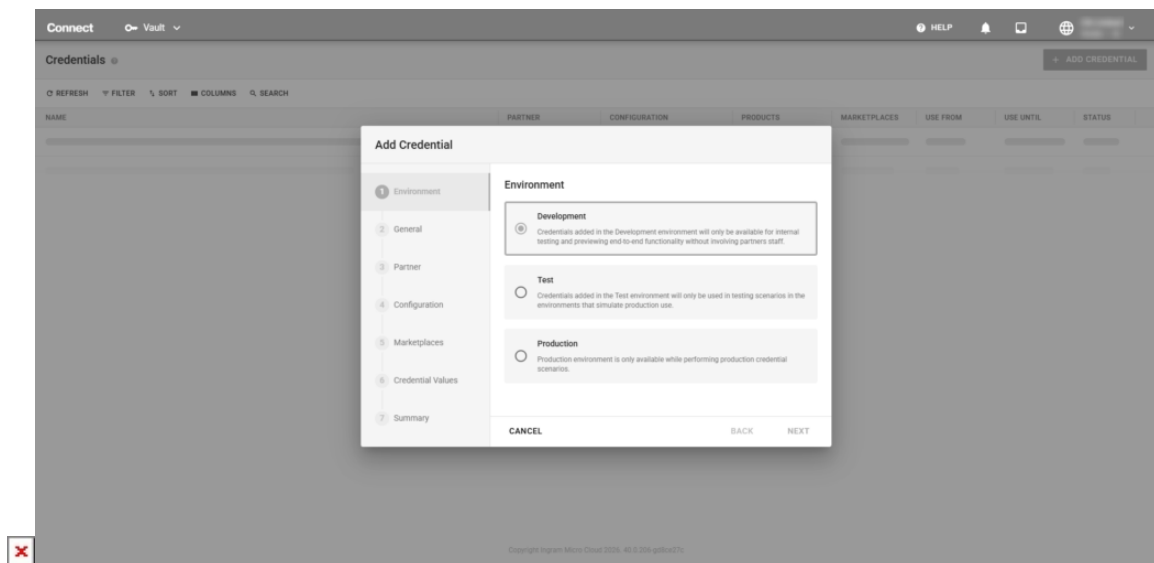 Connect Vault HELP
Credentials + ADD CREDENTIAL
REFRESH FILTER SORT COLUMNS SEARCH
NAME PARTNER CONFIGURATION PRODUCTS MARKETPLACES USE FROM USE UNTIL STATUS
Add Credential
1 Environment
2 General
3 Partner
4 Configuration
5 Marketplaces
6 Credential Values
7 Summary
Environment
Development
Credentials added in the Development environment will only be available for internal
testing and previewing end-to-end functionality without involving partners staff.
Test
Credentials added in the Test environment will only be used in testing scenarios in the
environments that simulate production use.
Production
Production environment is only available while performing production credential
scenarios.
CANCEL BACK NEXT
Copyright Ingram Micro Cloud